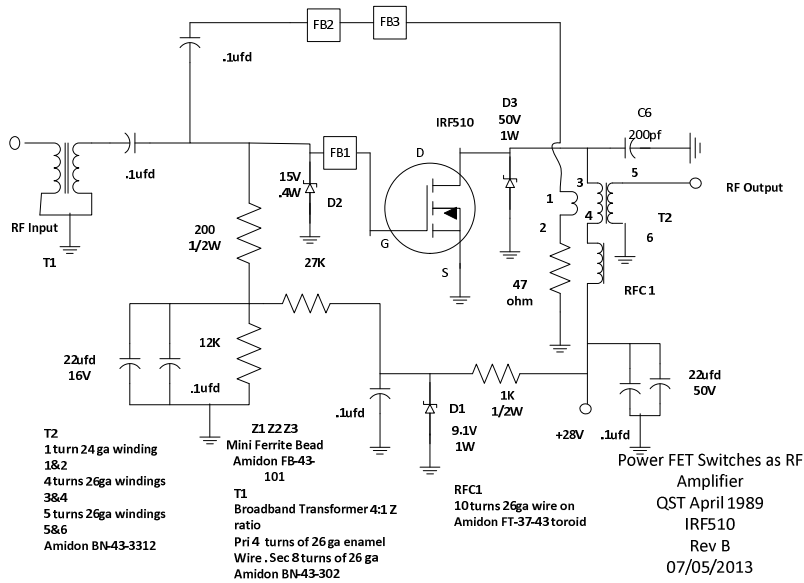 FB2
FB3
.1ufd
.1ufd
RF Input
T1
FB1
15V
.4W
D2
200
1/2W
27K
IRF510
D
G
S
D3
50V
1W
C6
200pf
1
2
3
4
5
6
T2
RF Output
RFC1
47
ohm
22ufd
16V
.1ufd
12K
.1ufd
D1
9.1V
1W
1K
1/2W
+28V
.1ufd
22ufd
50V
T2
1 turn 24 ga winding
1&2
4 turns 26ga windings
3&4
5 turns 26ga windings
5&6
Amidon BN-43-3312
Z1 Z2 Z3
Mini Ferrite Bead
Amidon FB-43-
101
T1
Broadband Transformer 4:1 Z
ratio
Pri 4 turns of 26 ga enamel
Wire . Sec 8 turns of 26 ga
Amidon BN-43-302
RFC1
10 turns 26ga wire on
Amidon FT-37-43 toroid
Power FET Switches as RF
Amplifier
QST April 1989
IRF510
Rev B
07/05/2013